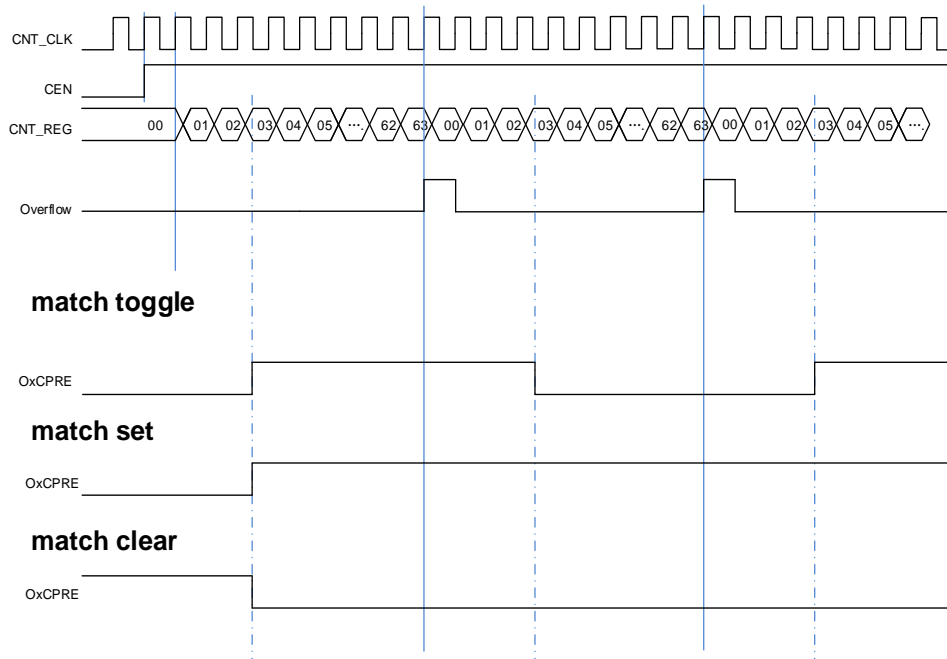 CNT_CLK
CEN
CNT_REG 00 01 02 03 04 05 ···. 62 63 00 01 02 03 04 05 ···. 62 63 00 01 02 03 04 05 ···.
Overflow
match toggle
OxCPRE
match set
OxCPRE
match clear
OxCPRE